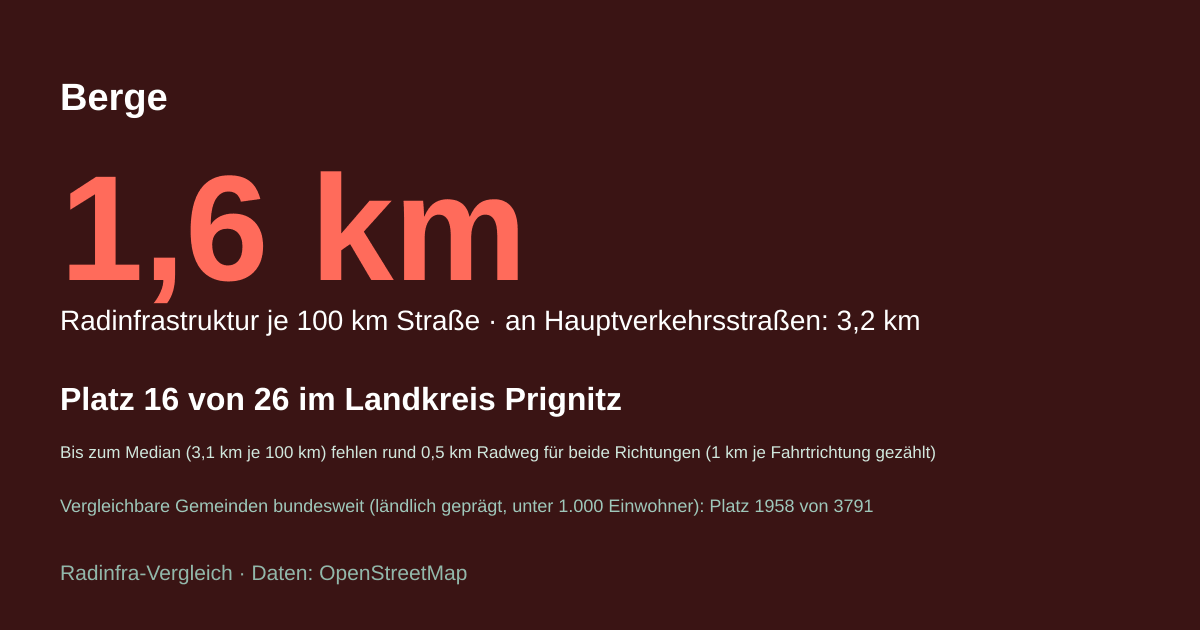 Berge
1,6 km
Radinfrastruktur je 100 km Straße · an Hauptverkehrsstraßen: 3,2 km
Platz 16 von 26 im Landkreis Prignitz
Bis zum Median (3,1 km je 100 km) fehlen rund 0,5 km Radweg für beide Richtungen (1 km je Fahrtrichtung gezählt)
Vergleichbare Gemeinden bundesweit (ländlich geprägt, unter 1.000 Einwohner): Platz 1958 von 3791
Radinfra-Vergleich · Daten: OpenStreetMap